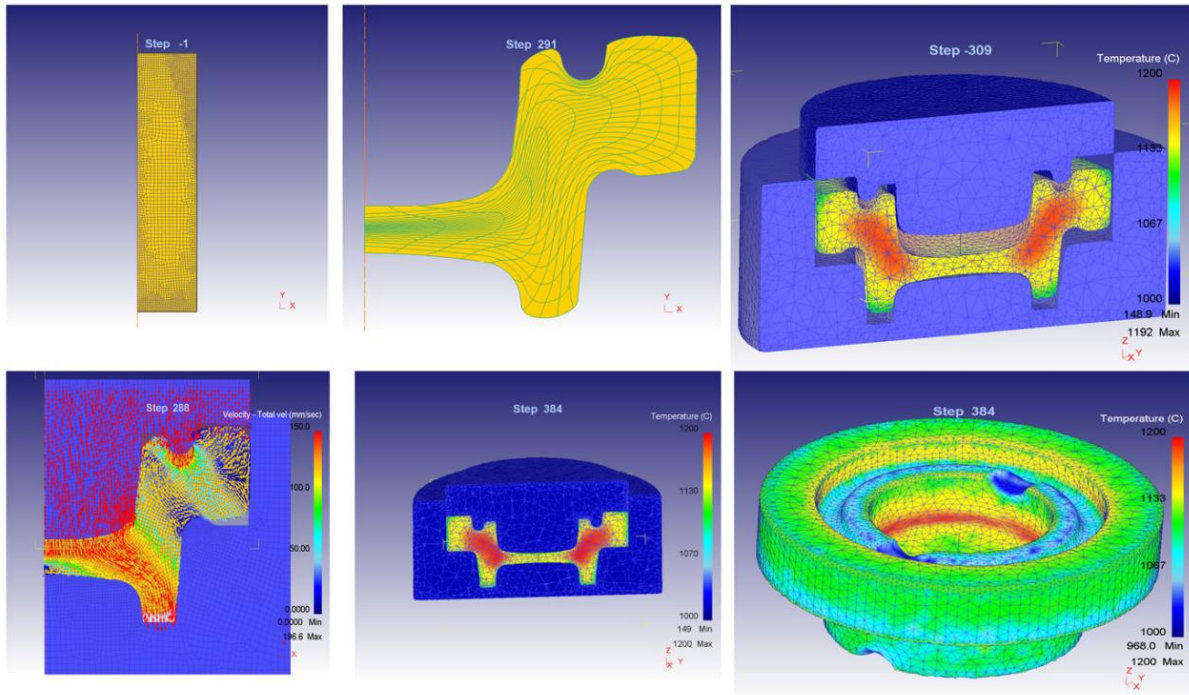 Step -1
Y
X
Step 291
Y
X
Step -309
Temperature (C)
1200
1133
1067
1000
148.9 Min
1192 Max
Z
Y
X
Step 288
Velocity - Total vel (mm/sec)
150.0
100.0
50.00
0.0000
0.0000 Min
196.6 Max
X
Step 384
Temperature (C)
1200
1130
1070
1000
149 Min
1200 Max
Z
Y
X
Step 384
Temperature (C)
1200
1133
1067
1000
968.0 Min
1200 Max
Z
X Y